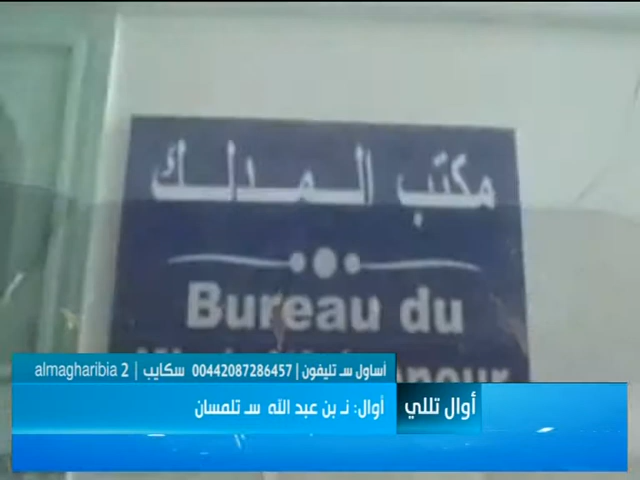 مكتب المدلك
Bureau du
almagharibia 2 | أساول سـ تليفون | 00442087286457 سكايب
أوال تللي
أوال: نـ بن عبد الله سـ تلمسان